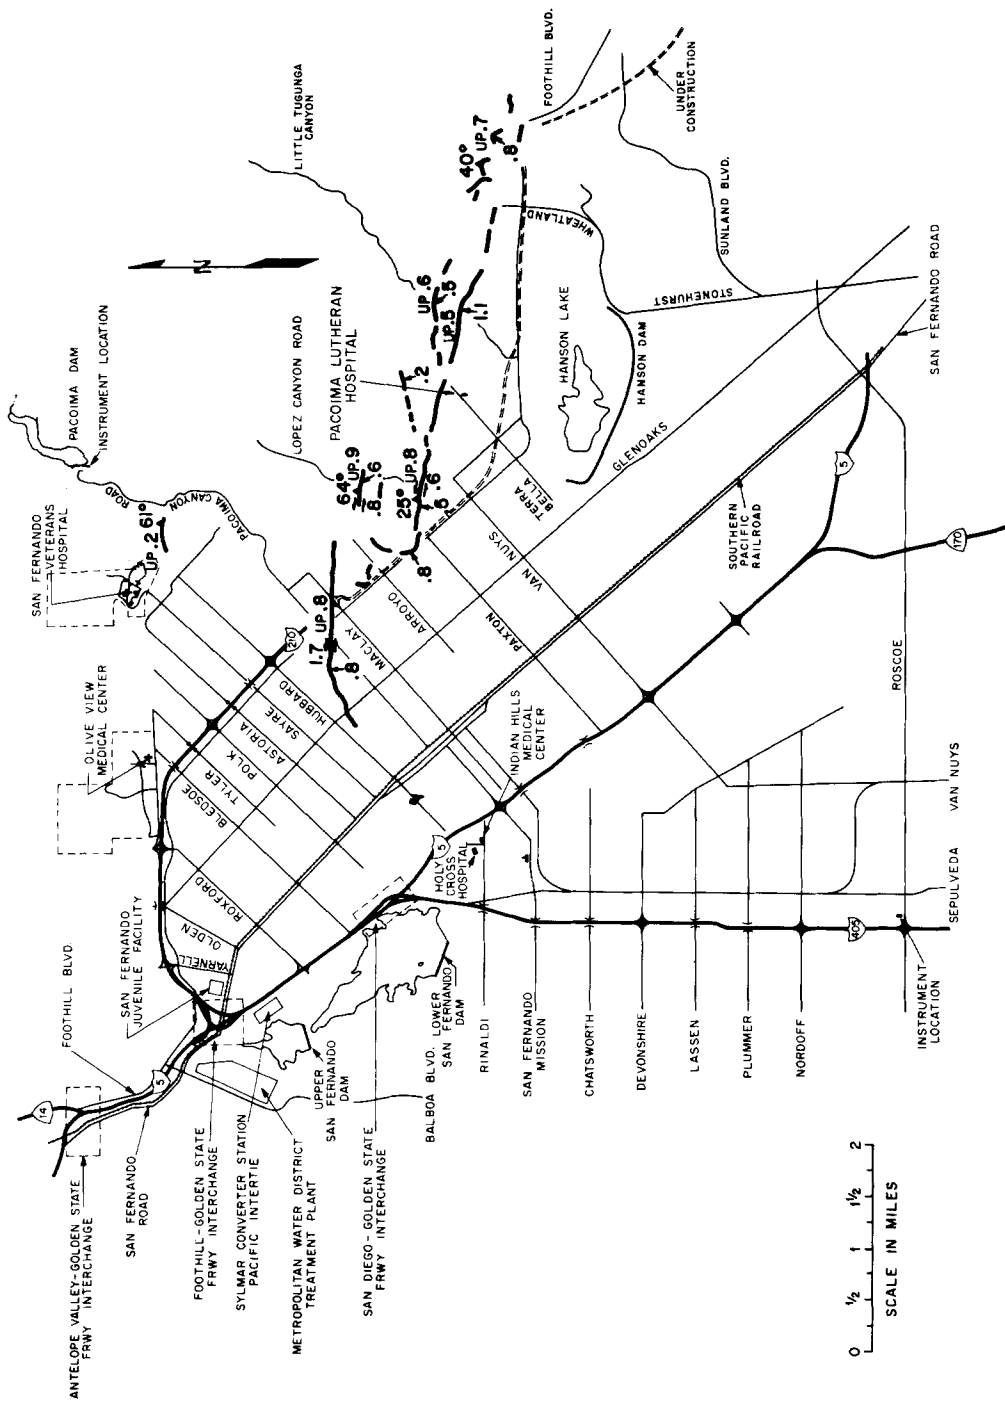 ANTELOPE VALLEY-GOLDEN STATE
FRWY INTERCHANGE
14
FOOTHILL BLVD.
5
SAN FERNANDO
ROAD
SAN FERNANDO
JUVENILE FACILITY
FOOTHILL-GOLDEN STATE
FRWY INTERCHANGE
SYLMAR CONVERTER STATION
PACIFIC INTERTIE
METROPOLITAN WATER DISTRICT
TREATMENT PLANT
UPPER
SAN FERNANDO
DAM
SAN DIEGO-GOLDEN STATE
FRWY INTERCHANGE
BALBOA BLVD.
LOWER
SAN FERNANDO
DAM
OLIVE VIEW
MEDICAL CENTER
SAN FERNANDO
VETERANS
HOSPITAL
PACOIMA DAM
INSTRUMENT LOCATION
PACOIMA CANYON
ROAD
UP.2 61°
YARNELL
OLDEN
ROXFORD
BLEDSOE
TYLER
POLK
ASTORIA
SAYRE
HUBBARD
210
MACLAY
ARROYO
PAXTON
VAN NUYS
TERRA
BELLA
1.7 UP.8
.8
.8
LOPEZ CANYON ROAD
64° UP.9
.8
.6
25° UP.8
.6
.6
PACOIMA LUTHERAN
HOSPITAL
.2
N
LITTLE TUGUNGA
CANYON
UP.6
UP.5
.5
1.1
40°
UP.7
.8
FOOTHILL BLVD.
UNDER
CONSTRUCTION
WHEATLAND
SUNLAND BLVD.
STONEHURST
HANSON LAKE
HANSON DAM
GLENOAKS
SAN FERNANDO ROAD
SOUTHERN
PACIFIC
RAILROAD
5
170
HOLY
CROSS
HOSPITAL
5
INDIAN HILLS
MEDICAL
CENTER
RINALDI
SAN FERNANDO
MISSION
CHATSWORTH
DEVONSHIRE
LASSEN
PLUMMER
NORDOFF
ROSCOE
405
INSTRUMENT
LOCATION
SEPULVEDA
VAN NUYS
0
1/2
1
1 1/2
2
SCALE IN MILES